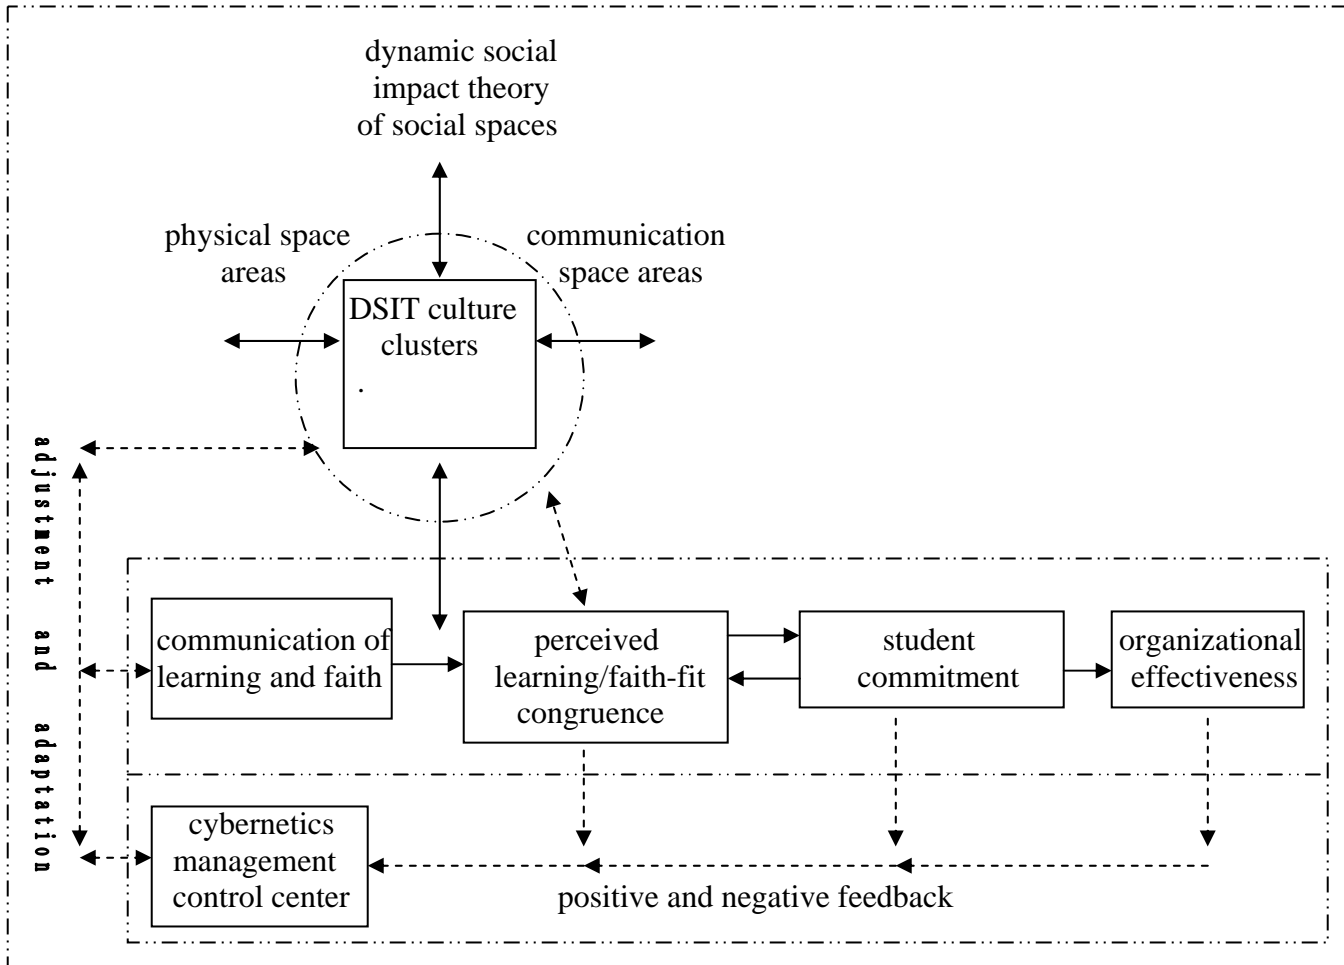 dynamic social
impact theory
of social spaces
physical space
areas
communication
space areas
DSIT culture
clusters
.
adjustment and adaptation
communication of
learning and faith
perceived
learning/faith-fit
congruence
student
commitment
organizational
effectiveness
cybernetics
management
control center
positive and negative feedback